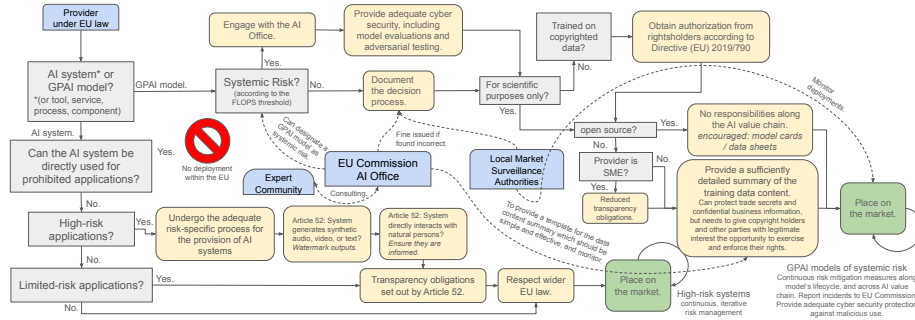 Provider
under EU law
Engage with the AI
Office.
Provide adequate cyber
security, including
model evaluations and
adversarial testing.
Trained on
copyrighted
data?
Yes.
Obtain authorization from
rightsholders according to
Directive (EU) 2019/790
AI system* or
GPAI model?
*(or tool, service,
process, component)
GPAI model.
Yes.
Systemic Risk?
(according to the
FLOPS threshold)
No.
Document
the decision
process.
For scientific
purposes only?
No.
Yes.
Monitor
deployments.
AI system.
Can the AI system be
directly used for
prohibited applications?
Yes.
No deployment
within the EU
Can designate a
GPAI model as
systemic risk.
Fine issued if
found incorrect.
open source?
Yes.
No responsibilities along
the AI value chain.
encouraged: model cards
/ data sheets
No.
EU Commission
AI Office
Expert
Community
Consulting.
Local Market
Surveillance
Authorities
Provider is
SME?
No.
Yes.
Reduced
transparency
obligations.
Provide a sufficiently
detailed summary of the
training data content.
Can protect trade secrets and
confidential business information,
but needs to give copyright holders
and other parties with legitimate
interest the opportunity to exercise
and enforce their rights.
Place on
the market.
No.
High-risk
applications?
Yes.
Undergo the adequate
risk-specific process for
the provision of AI
systems
Article 52: System
generates synthetic
audio, video, or text?
Watermark outputs.
Article 52: System
directly interacts with
natural persons?
Ensure they are
informed.
To provide a template for the data
content summary which should be
simple and effective, and monitor
No.
Limited-risk applications?
Yes.
Transparency obligations
set out by Article 52.
Respect wider
EU law.
Place on
the market.
No.
High-risk systems
continuous, iterative
risk management
GPAI models of systemic risk
Continuous risk mitigation measures along
model's lifecycle, and across AI value
chain. Report incidents to EU Commission.
Provide adequate cyber security protection
against malicious use.